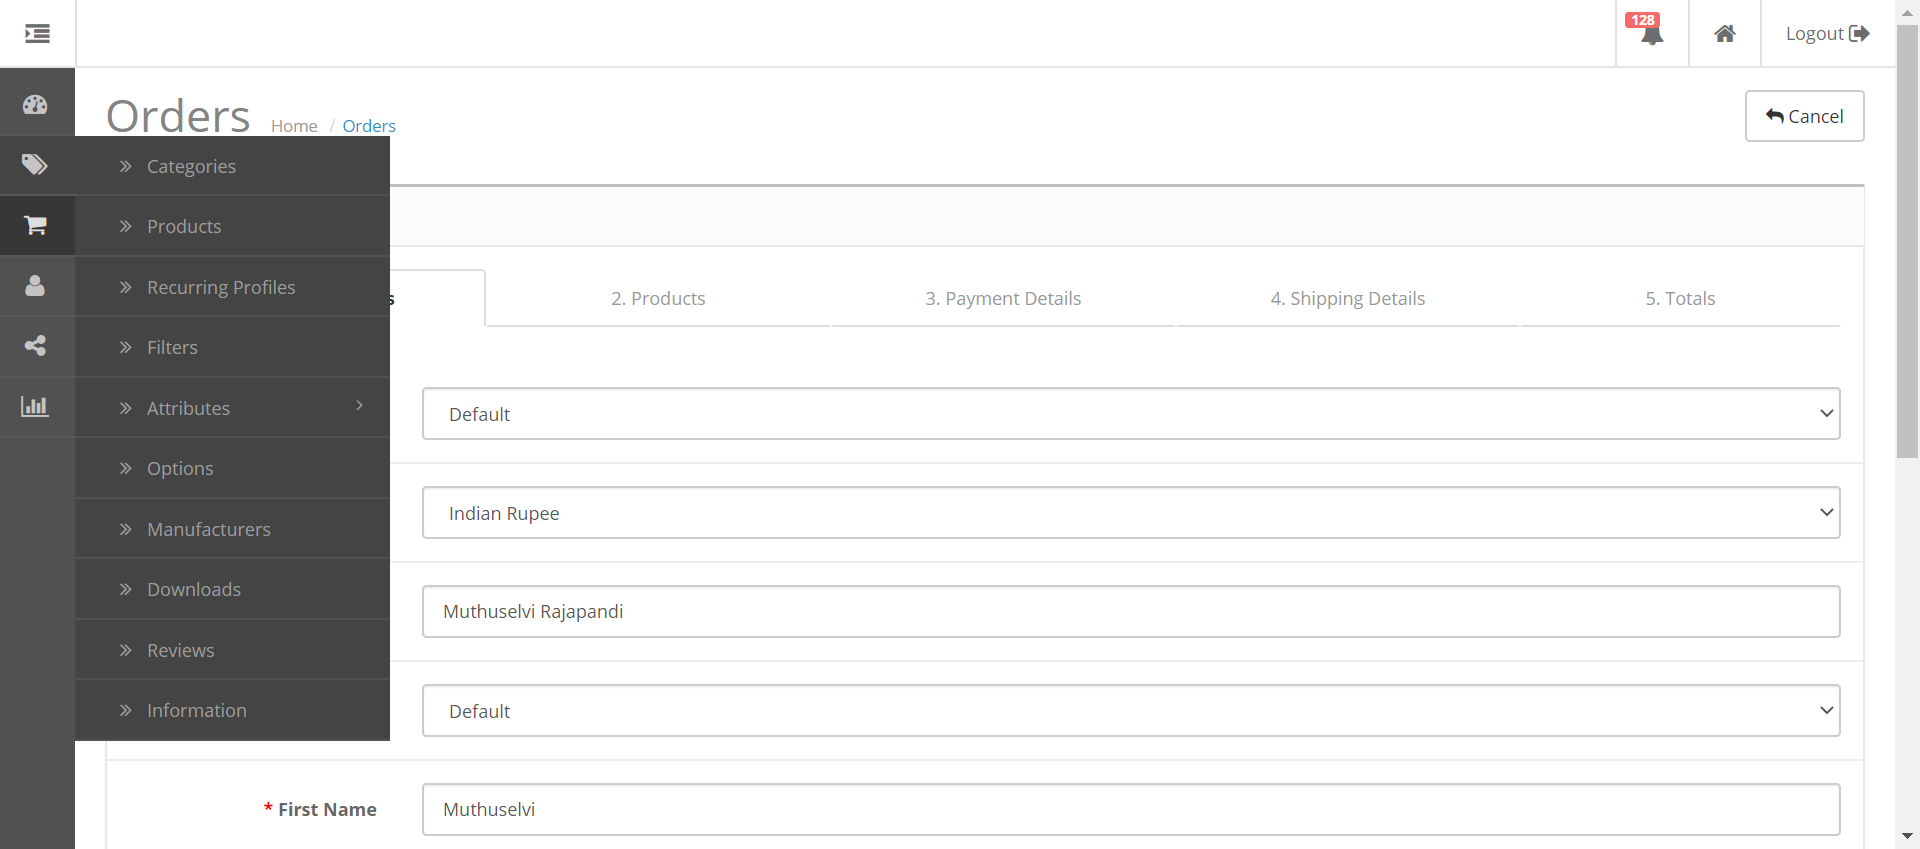 128
Logout
Orders
Home / Orders
Cancel
Categories
Products
Recurring Profiles
Filters
Attributes
Options
Manufacturers
Downloads
Reviews
Information
2. Products
3. Payment Details
4. Shipping Details
5. Totals
Default
Indian Rupee
Muthuselvi Rajapandi
Default
* First Name
Muthuselvi